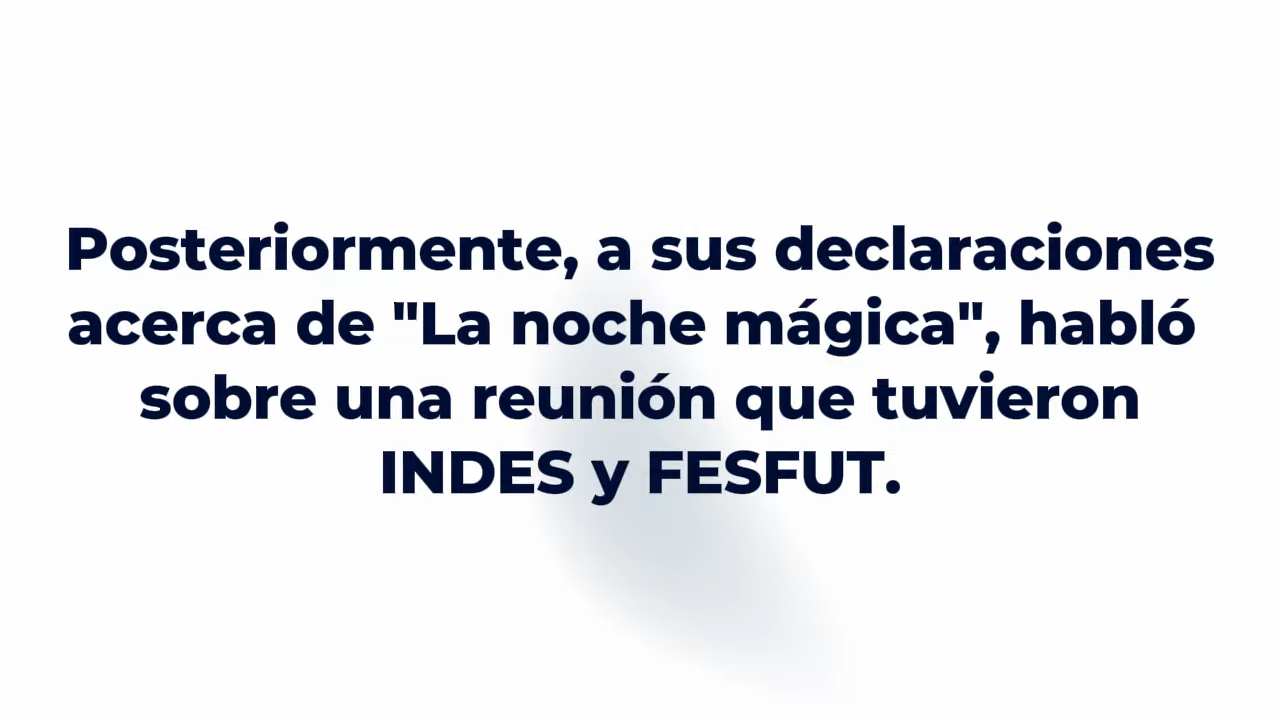 Posteriormente, a sus declaraciones
acerca de "La noche mágica", habló
sobre una reunión que tuvieron
INDES y FESFUT.